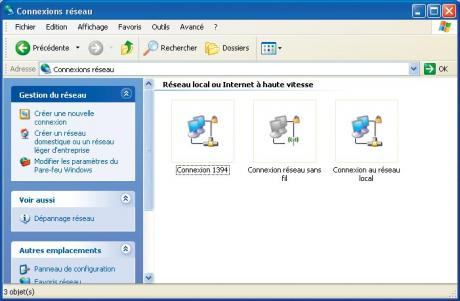 Connexions réseau
Fichier Edition Affichage Favoris Outils Avancé ?
Précédente Rechercher Dossiers
Adresse Connexions réseau OK
Gestion du réseau
Créer une nouvelle
connexion
Créer un réseau
domestique ou un réseau
léger d'entreprise
Modifier les paramètres du
Pare-feu Windows
Voir aussi
Dépannage réseau
Autres emplacements
Panneau de configuration
Favoris réseau
Réseau local ou Internet à haute vitesse
Connexion 1394
Connexion réseau sans
fil
Connexion au réseau
local
3 objet(s)